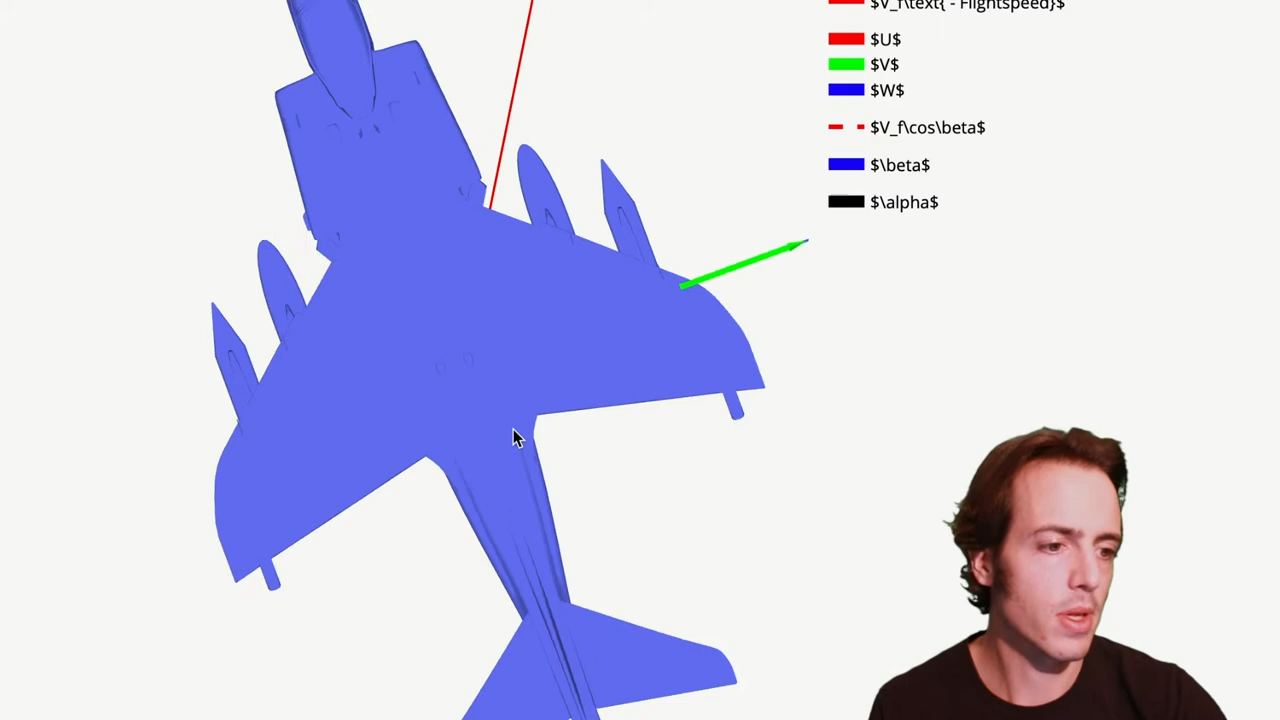 $V_f\text{ - Flightspeed}$
$U$
$V$
$W$
$V_f\cos\beta$
$\beta$
$\alpha$